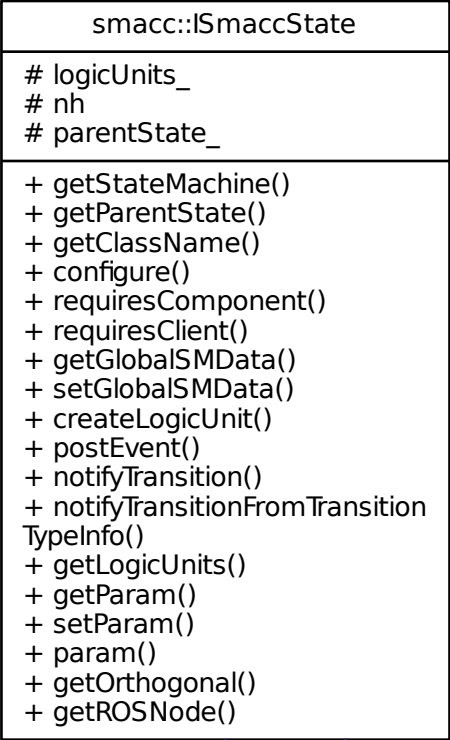 smacc::ISmaccState
# logicUnits_
# nh
# parentState_
+ getStateMachine()
+ getParentState()
+ getClassName()
+ configure()
+ requiresComponent()
+ requiresClient()
+ getGlobalSMData()
+ setGlobalSMData()
+ createLogicUnit()
+ postEvent()
+ notifyTransition()
+ notifyTransitionFromTransition
TypeInfo()
+ getLogicUnits()
+ getParam()
+ setParam()
+ param()
+ getOrthogonal()
+ getROSNode()